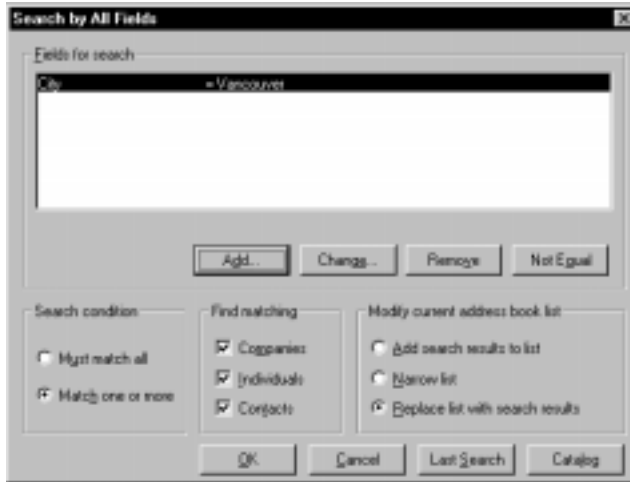 Search by All Fields
Fields for search
City = Vancouver
Add... Change... Remove Not Equal
Search condition
Must match all
Match one or more
Find matching
Companies
Individuals
Contacts
Modify current address book list
Add search results to list
Narrow list
Replace list with search results
OK Cancel Last Search Catalog